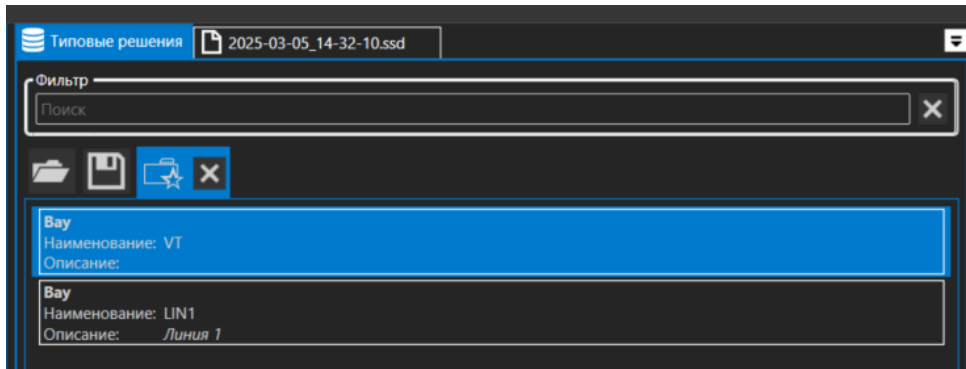 Типовые решения 2025-03-05_14-32-10.ssd
Фильтр
Поиск
Bay
Наименование: VT
Описание:
Bay
Наименование: LIN1
Описание: Линия 1